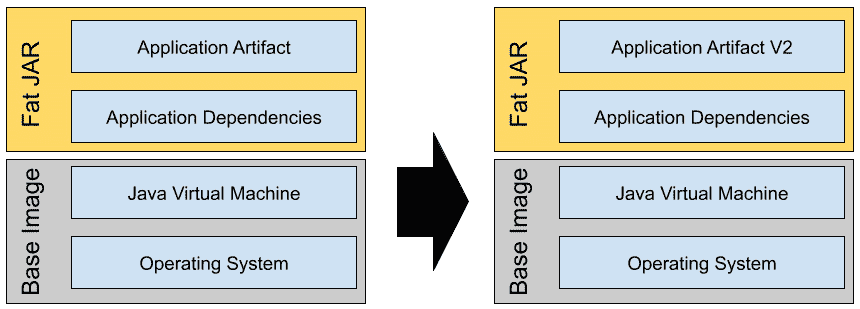 Fat JAR
Application Artifact
Application Dependencies
Base Image
Java Virtual Machine
Operating System
Fat JAR
Application Artifact V2
Application Dependencies
Base Image
Java Virtual Machine
Operating System